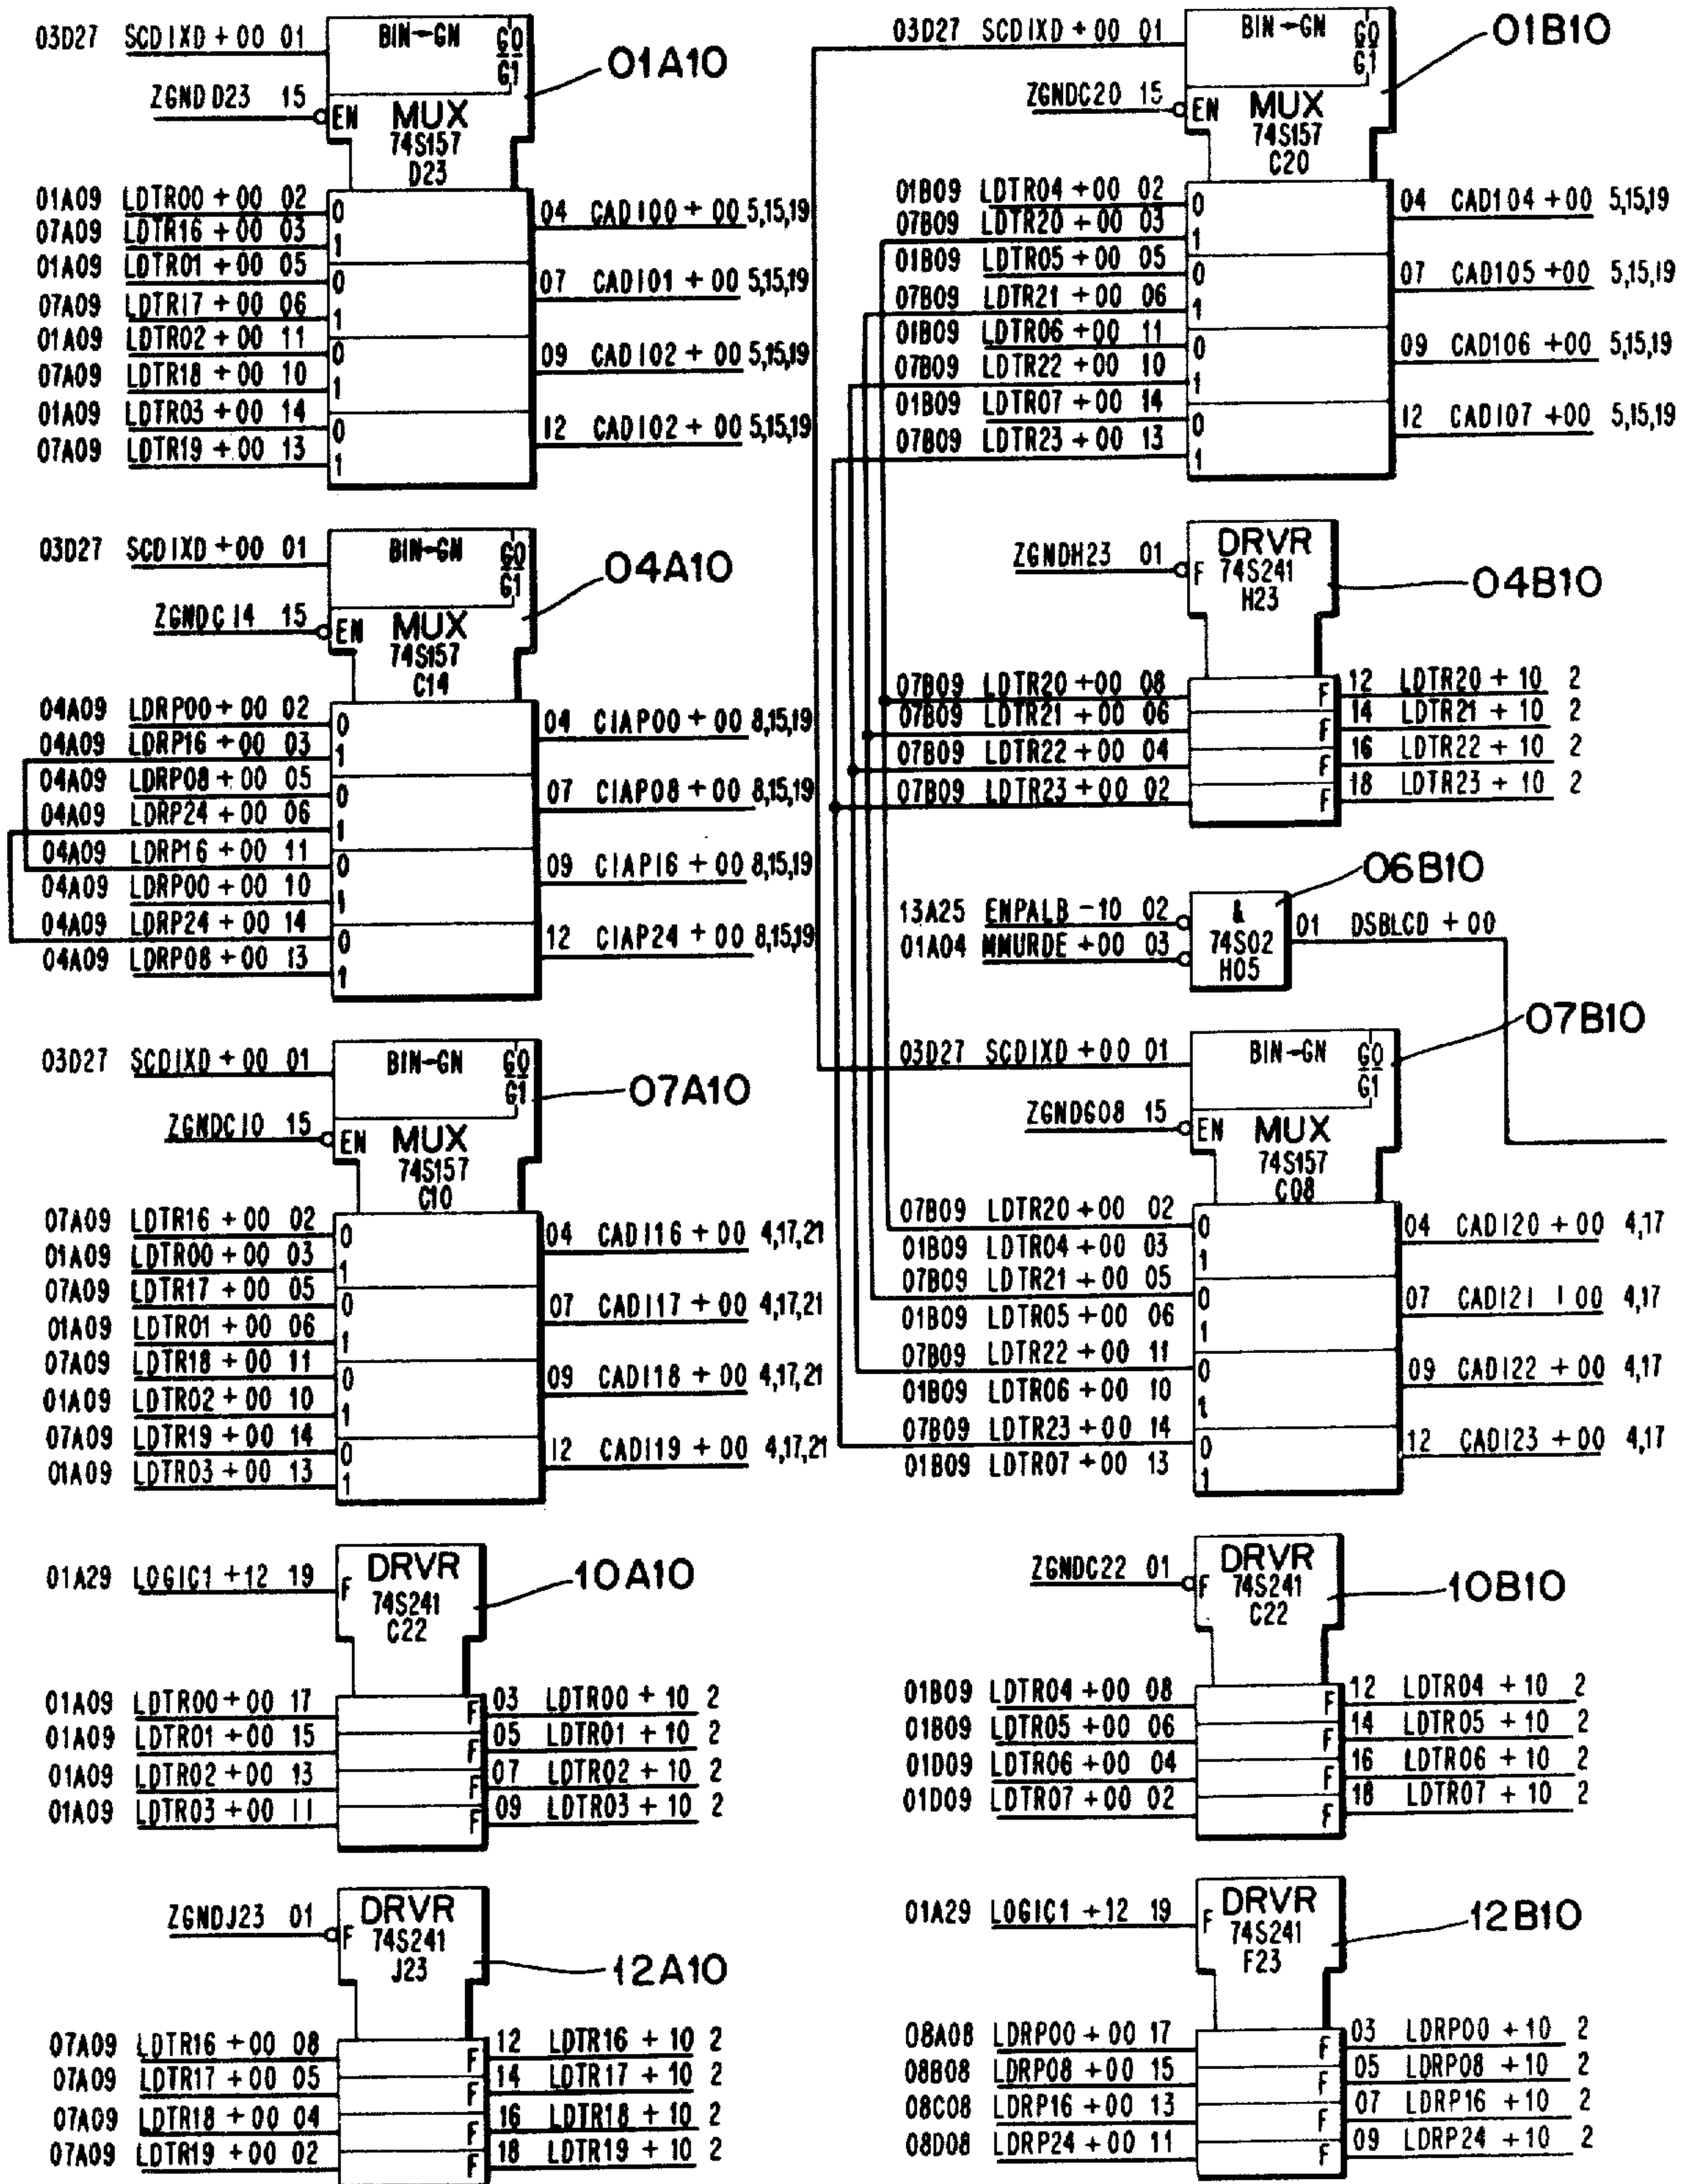 03D27 SCDIXD +00 01 BIN-GN G0
G1
01A10
ZGNDD23 15 EN MUX
74S157
D23
01A09 LDTR00 +00 02 0 04 CADI00 +00 5,15,19
07A09 LDTR16 +00 03 1
01A09 LDTR01 +00 05 0 07 CADI01 +00 5,15,19
07A09 LDTR17 +00 06 1
01A09 LDTR02 +00 11 0 09 CADI02 +00 5,15,19
07A09 LDTR18 +00 10 1
01A09 LDTR03 +00 14 0 12 CADI02 +00 5,15,19
07A09 LDTR19 +00 13 1
03D27 SCDIXD +00 01 BIN-GN G0
G1
04A10
ZGNDC14 15 EN MUX
74S157
C14
04A09 LDRP00 +00 02 0 04 CIAP00 +00 8,15,19
04A09 LDRP16 +00 03 1
04A09 LDRP08 +00 05 0 07 CIAP08 +00 8,15,19
04A09 LDRP24 +00 06 1
04A09 LDRP16 +00 11 0 09 CIAP16 +00 8,15,19
04A09 LDRP00 +00 10 1
04A09 LDRP24 +00 14 0 12 CIAP24 +00 8,15,19
04A09 LDRP08 +00 13 1
03D27 SCDIXD +00 01 BIN-GN G0
G1
07A10
ZGNDC10 15 EN MUX
74S157
C10
07A09 LDTR16 +00 02 0 04 CADI16 +00 4,17,21
01A09 LDTR00 +00 03 1
07A09 LDTR17 +00 05 0 07 CADI17 +00 4,17,21
01A09 LDTR01 +00 06 1
07A09 LDTR18 +00 11 0 09 CADI18 +00 4,17,21
01A09 LDTR02 +00 10 1
07A09 LDTR19 +00 14 0 12 CADI19 +00 4,17,21
01A09 LDTR03 +00 13 1
01A29 LOGIC1 +12 19 F DRVR
74S241
C22
10A10
01A09 LDTR00 +00 17 F 03 LDTR00 +10 2
01A09 LDTR01 +00 15 F 05 LDTR01 +10 2
01A09 LDTR02 +00 13 F 07 LDTR02 +10 2
01A09 LDTR03 +00 11 F 09 LDTR03 +10 2
ZGNDJ23 01 F DRVR
74S241
J23
12A10
07A09 LDTR16 +00 08 F 12 LDTR16 +10 2
07A09 LDTR17 +00 05 F 14 LDTR17 +10 2
07A09 LDTR18 +00 04 F 16 LDTR18 +10 2
07A09 LDTR19 +00 02 F 18 LDTR19 +10 2
03D27 SCDIXD +00 01 BIN-GN G0
G1
01B10
ZGNDC20 15 EN MUX
74S157
C20
01B09 LDTR04 +00 02 0 04 CAD104 +00 5,15,19
07B09 LDTR20 +00 03 1
01B09 LDTR05 +00 05 0 07 CAD105 +00 5,15,19
07B09 LDTR21 +00 06 1
01B09 LDTR06 +00 11 0 09 CAD106 +00 5,15,19
07B09 LDTR22 +00 10 1
01B09 LDTR07 +00 14 0 12 CADI07 +00 5,15,19
07B09 LDTR23 +00 13 1
ZGNDH23 01 F DRVR
74S241
H23
04B10
07B09 LDTR20 +00 08 F 12 LDTR20 +10 2
07B09 LDTR21 +00 06 F 14 LDTR21 +10 2
07B09 LDTR22 +00 04 F 16 LDTR22 +10 2
07B09 LDTR23 +00 02 F 18 LDTR23 +10 2
06B10
13A25 ENPALB -10 02 & 01 DSBLCD +00
01A04 MMURDE +00 03 74S02
H05
07B10
03D27 SCDIXD +00 01 BIN-GN G0
G1
ZGNDG08 15 EN MUX
74S157
C08
07B09 LDTR20 +00 02 0 04 CADI20 +00 4,17
01B09 LDTR04 +00 03 1
07B09 LDTR21 +00 05 0 07 CADI21 I 00 4,17
01B09 LDTR05 +00 06 1
07B09 LDTR22 +00 11 0 09 CADI22 +00 4,17
01B09 LDTR06 +00 10 1
07B09 LDTR23 +00 14 0 12 CADI23 +00 4,17
01B09 LDTR07 +00 13 1
ZGNDC22 01 F DRVR
74S241
C22
10B10
01B09 LDTR04 +00 08 F 12 LDTR04 +10 2
01B09 LDTR05 +00 06 F 14 LDTR05 +10 2
01D09 LDTR06 +00 04 F 16 LDTR06 +10 2
01D09 LDTR07 +00 02 F 18 LDTR07 +10 2
01A29 LOGIC1 +12 19 F DRVR
74S241
F23
12B10
08A08 LDRP00 +00 17 F 03 LDRP00 +10 2
08B08 LDRP08 +00 15 F 05 LDRP08 +10 2
08C08 LDRP16 +00 13 F 07 LDRP16 +10 2
08D08 LDRP24 +00 11 F 09 LDRP24 +10 2